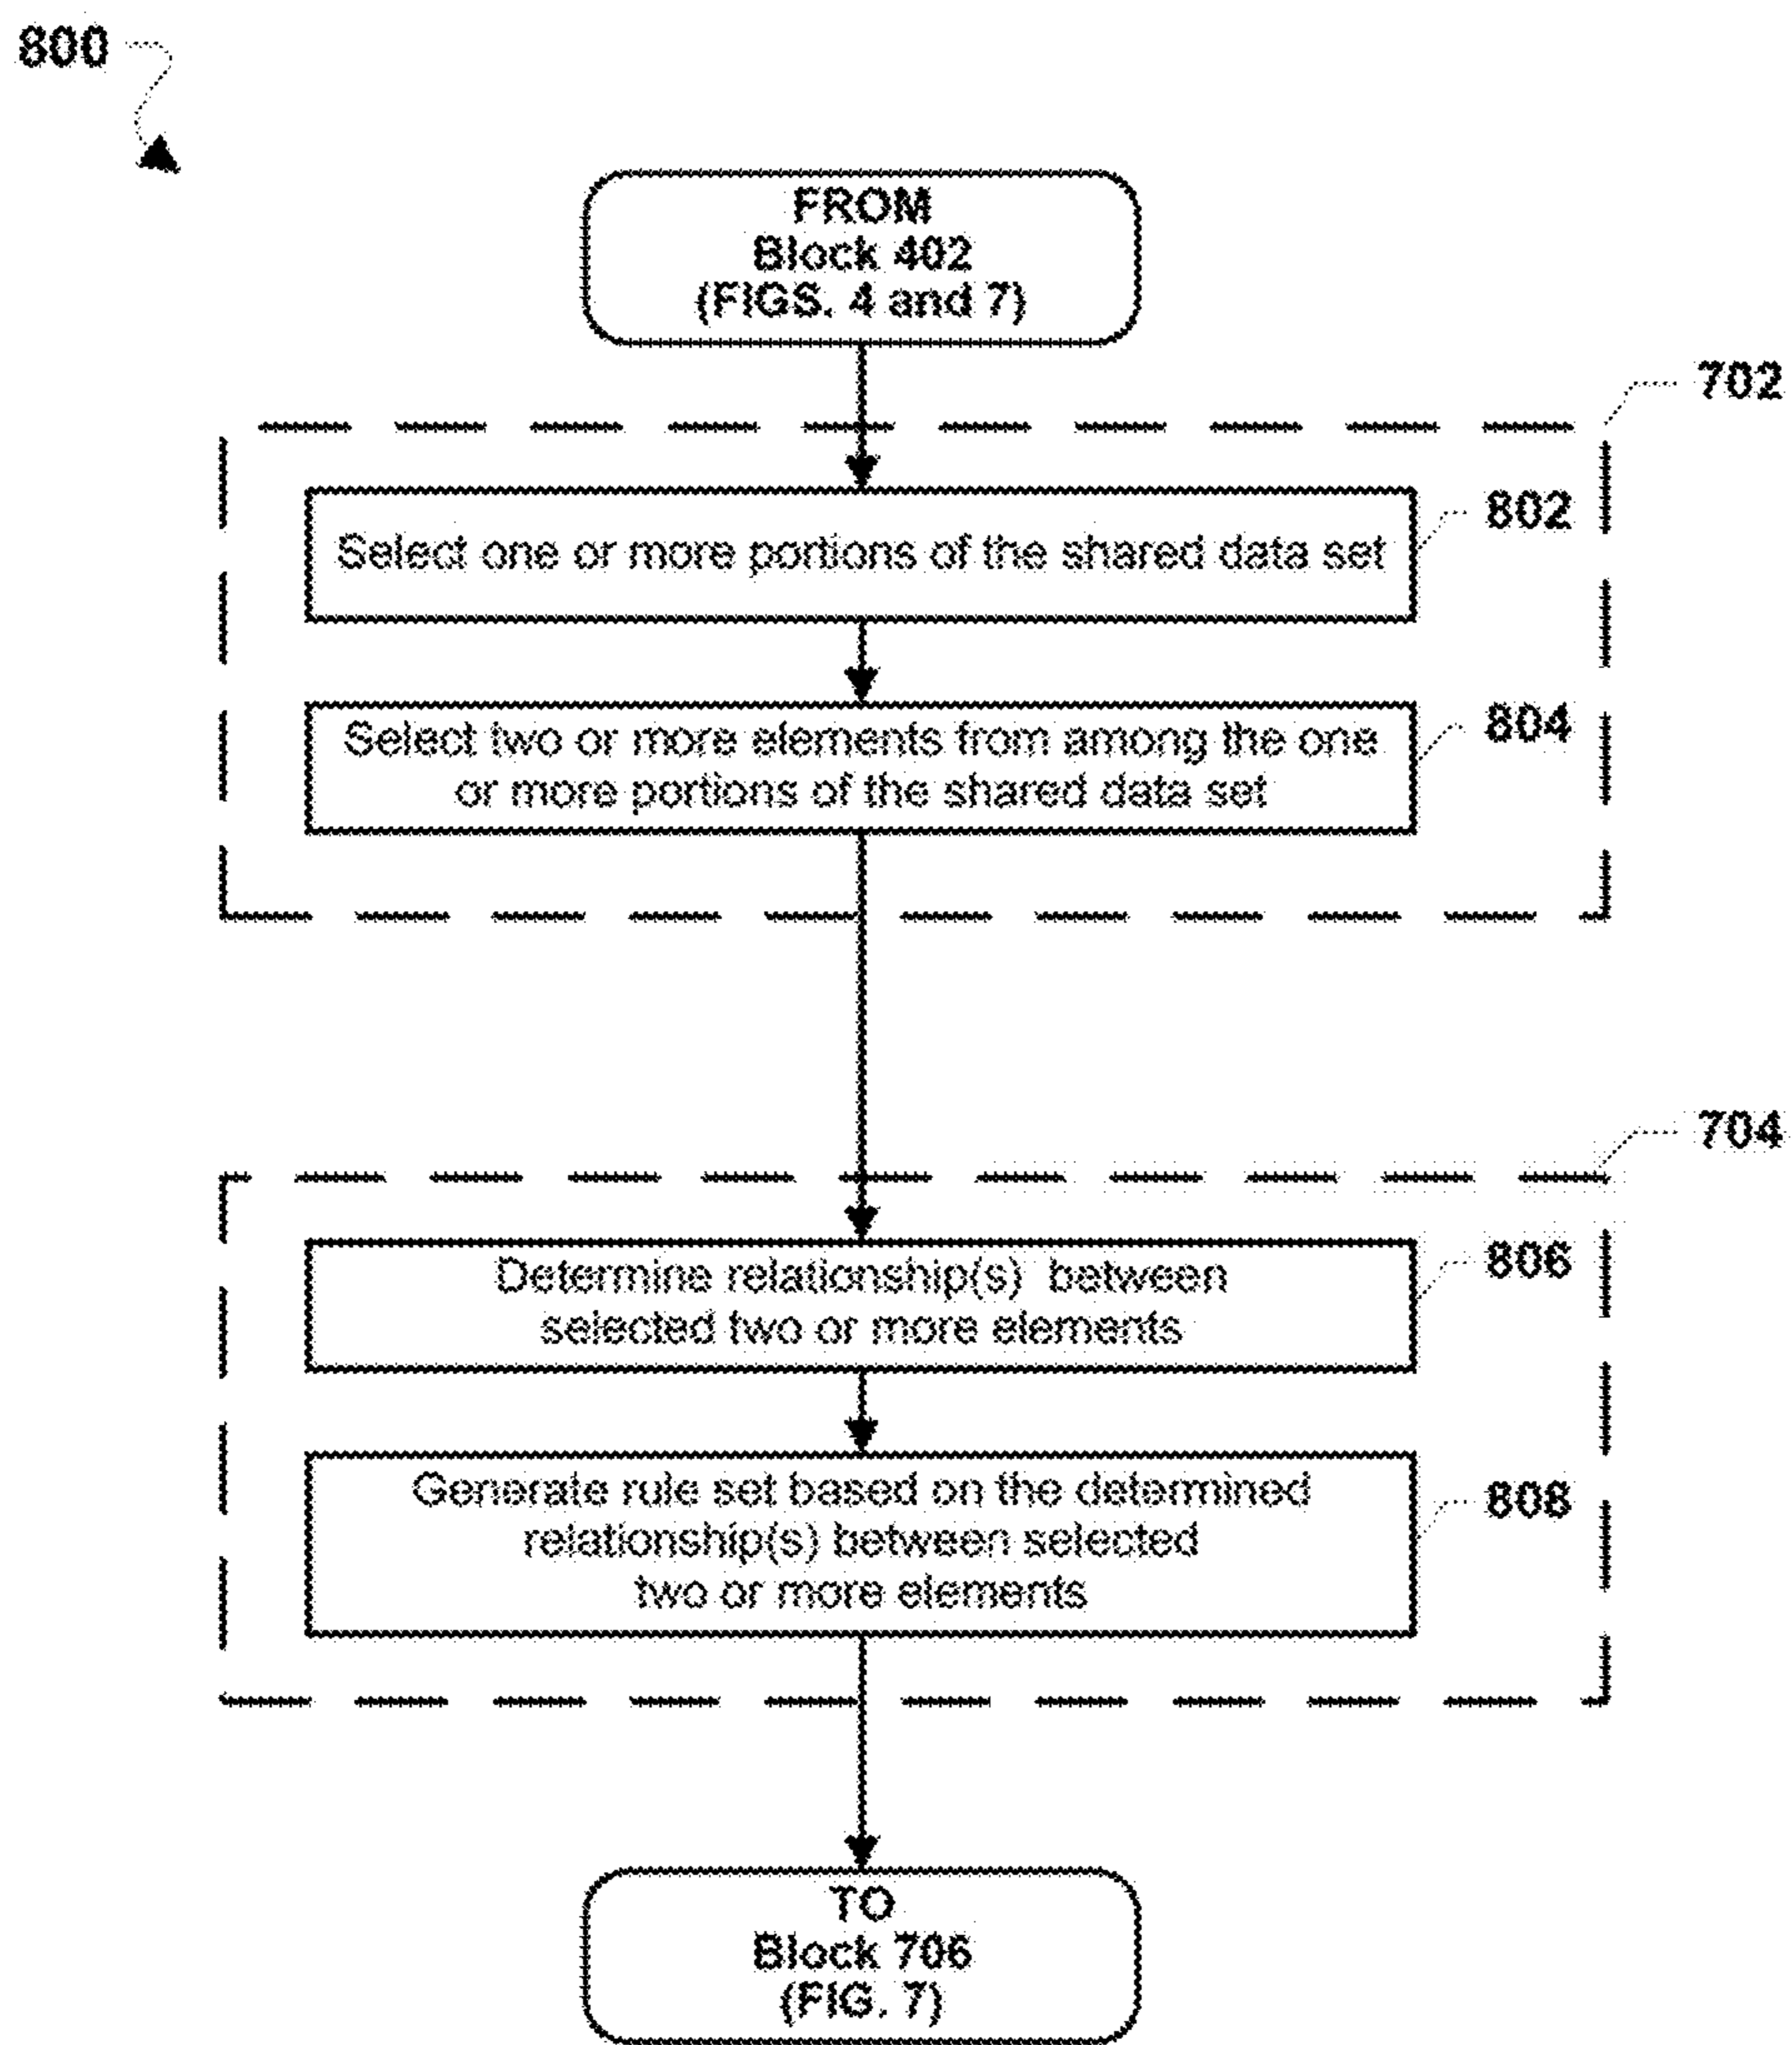 800
FROM
Block 402
(FIGS. 4 and 7)
702
Select one or more portions of the shared data set
802
Select two or more elements from among the one
or more portions of the shared data set
804
704
Determine relationship(s) between
selected two or more elements
806
Generate rule set based on the determined
relationship(s) between selected
two or more elements
808
TO
Block 706
(FIG. 7)